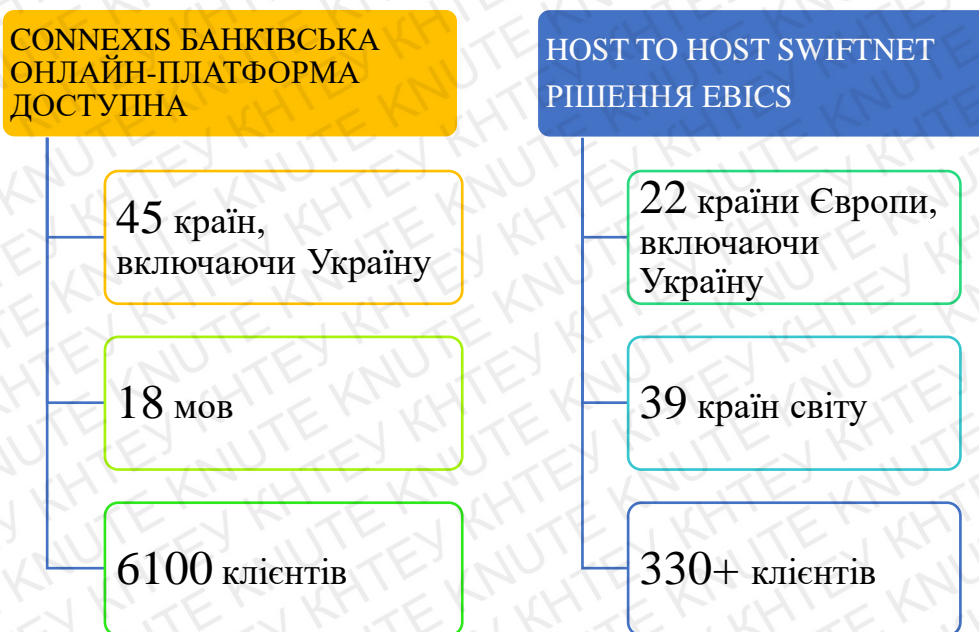 CONNEXIS БАНКІВСЬКА
ОНЛАЙН-ПЛАТФОРМА
ДОСТУПНА
45 країн,
включаючи Україну
18 мов
6100 клієнтів
HOST TO HOST SWIFTNET
РІШЕННЯ EBICS
22 країни Європи,
включаючи
Україну
39 країн світу
330+ клієнтів